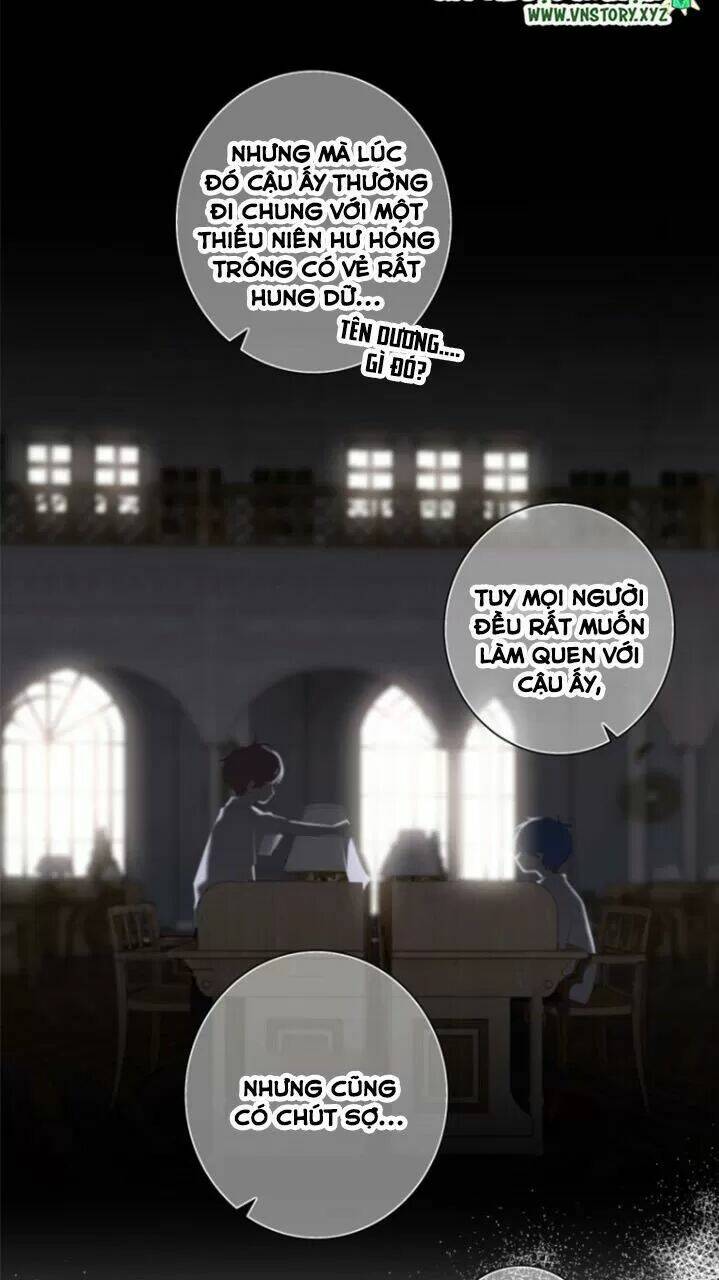 WWW.VNSTORY.XYZ
NHƯNG MÀ LÚC
ĐÓ CẬU ẤY THƯỜNG
ĐI CHUNG VỚI MỘT
THIẾU NIÊN HƯ HỎNG
TRÔNG CÓ VẺ RẤT
HUNG DỮ...
TÊN DƯƠNG....
GÌ ĐÓ?
TUY MỌI NGƯỜI
ĐỀU RẤT MUỐN
LÀM QUEN VỚI
CẬU ẤY,
NHƯNG CŨNG
CÓ CHÚT SỢ...